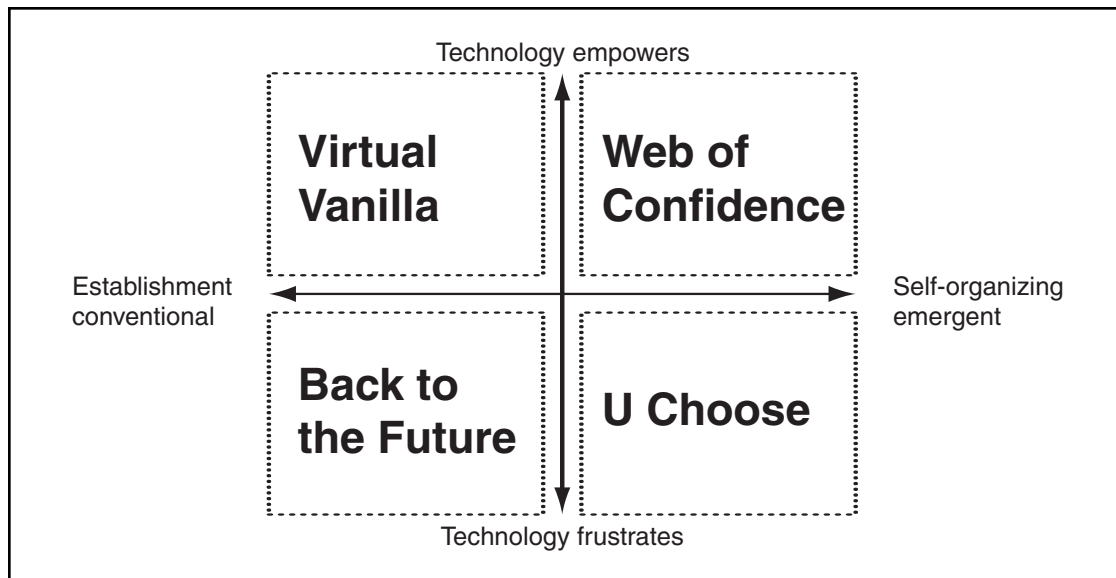 Technology empowers
Virtual
Vanilla
Web of
Confidence
Establishment
conventional
Self-organizing
emergent
Back to
the Future
U Choose
Technology frustrates